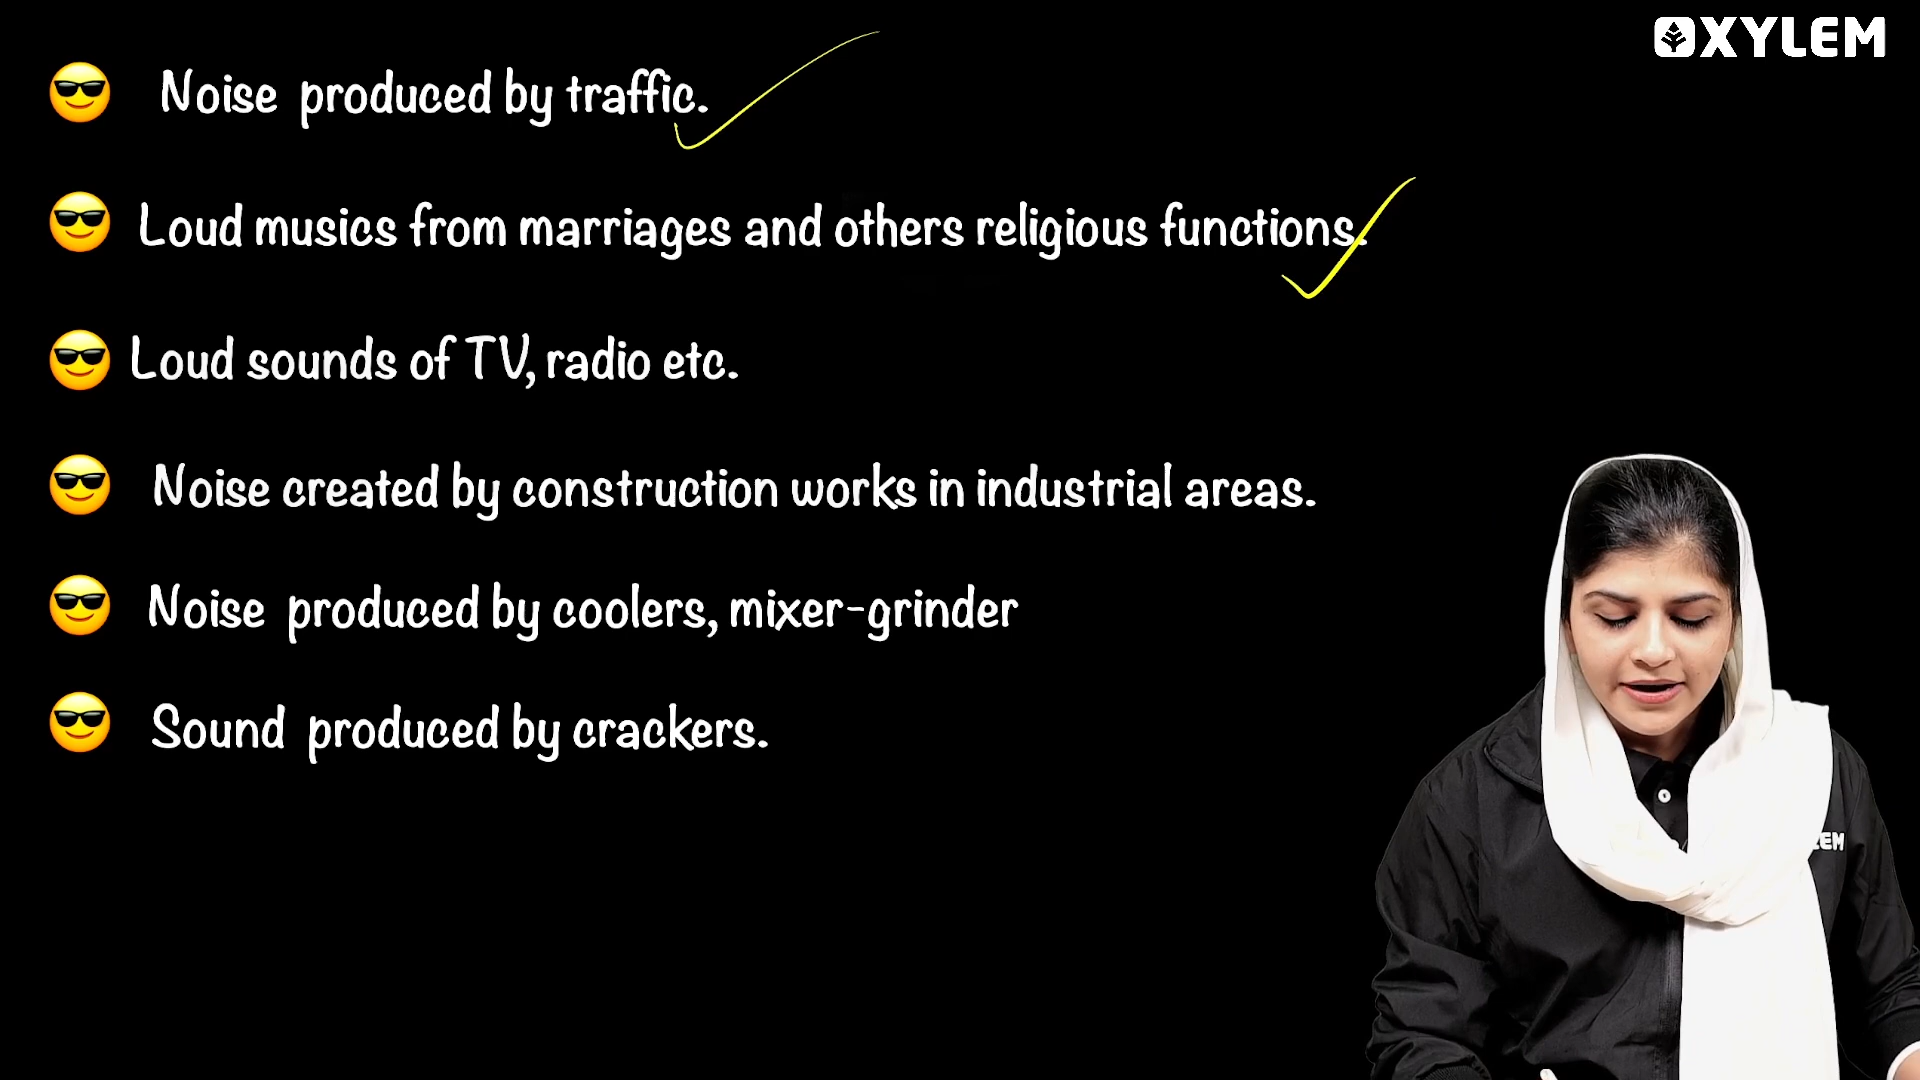 XYLEM
Noise produced by traffic.
Loud musics from marriages and others religious functions.
Loud sounds of TV, radio etc.
Noise created by construction works in industrial areas.
Noise produced by coolers, mixer-grinder
Sound produced by crackers.